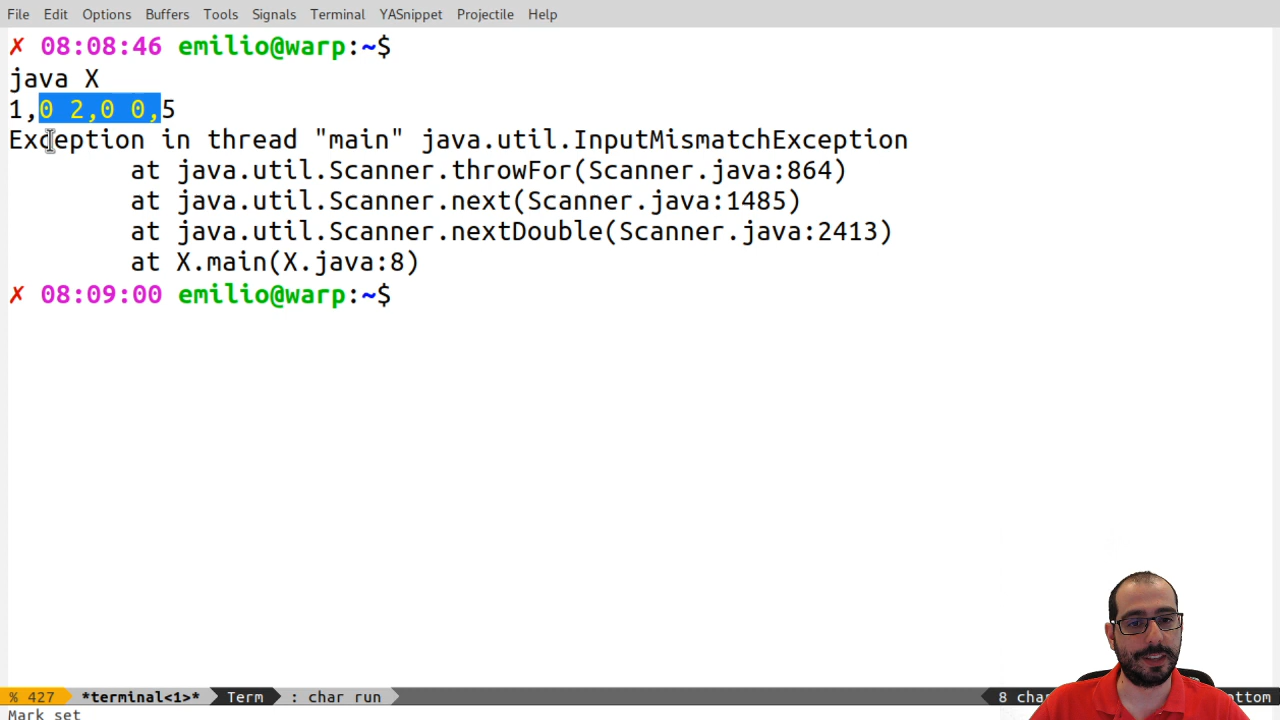 File Edit Options Buffers Tools Signals Terminal YASnippet Projectile Help
✗ 08:08:46 emilio@warp:~$
java X
1,0 2,0 0,5
Exception in thread "main" java.util.InputMismatchException
at java.util.Scanner.throwFor(Scanner.java:864)
at java.util.Scanner.next(Scanner.java:1485)
at java.util.Scanner.nextDouble(Scanner.java:2413)
at X.main(X.java:8)
✗ 08:09:00 emilio@warp:~$
% 427 *terminal<1>* Term : char run 8
Mark set